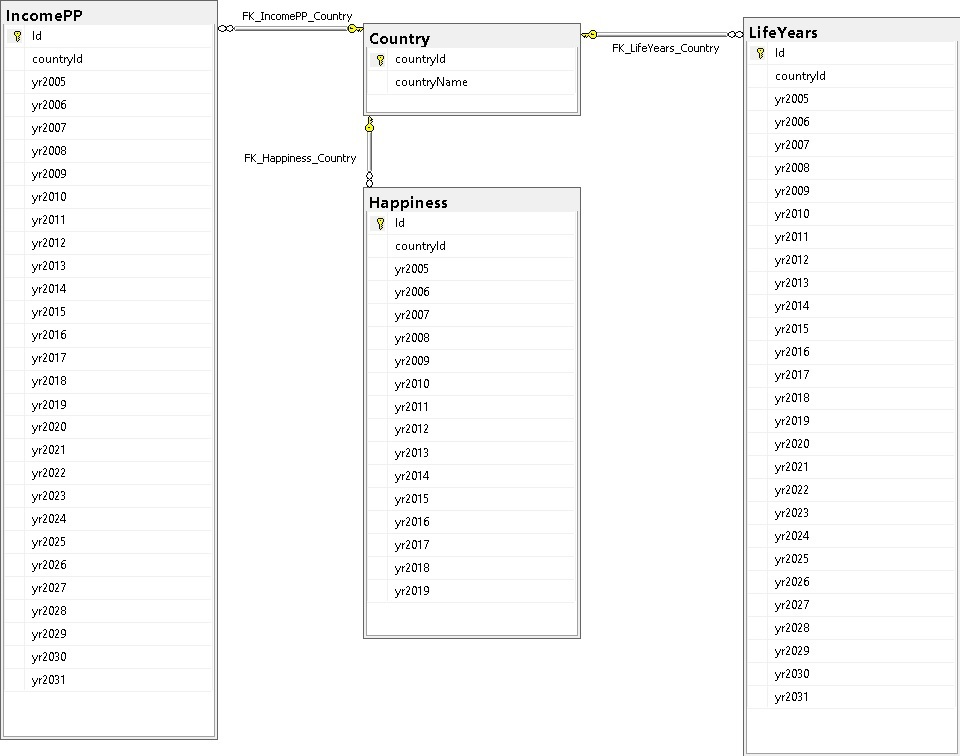 IncomePP
Id
countryId
yr2005
yr2006
yr2007
yr2008
yr2009
yr2010
yr2011
yr2012
yr2013
yr2014
yr2015
yr2016
yr2017
yr2018
yr2019
yr2020
yr2021
yr2022
yr2023
yr2024
yr2025
yr2026
yr2027
yr2028
yr2029
yr2030
yr2031
FK_IncomePP_Country
Country
countryId
countryName
FK_Happiness_Country
Happiness
Id
countryId
yr2005
yr2006
yr2007
yr2008
yr2009
yr2010
yr2011
yr2012
yr2013
yr2014
yr2015
yr2016
yr2017
yr2018
yr2019
FK_LifeYears_Country
LifeYears
Id
countryId
yr2005
yr2006
yr2007
yr2008
yr2009
yr2010
yr2011
yr2012
yr2013
yr2014
yr2015
yr2016
yr2017
yr2018
yr2019
yr2020
yr2021
yr2022
yr2023
yr2024
yr2025
yr2026
yr2027
yr2028
yr2029
yr2030
yr2031